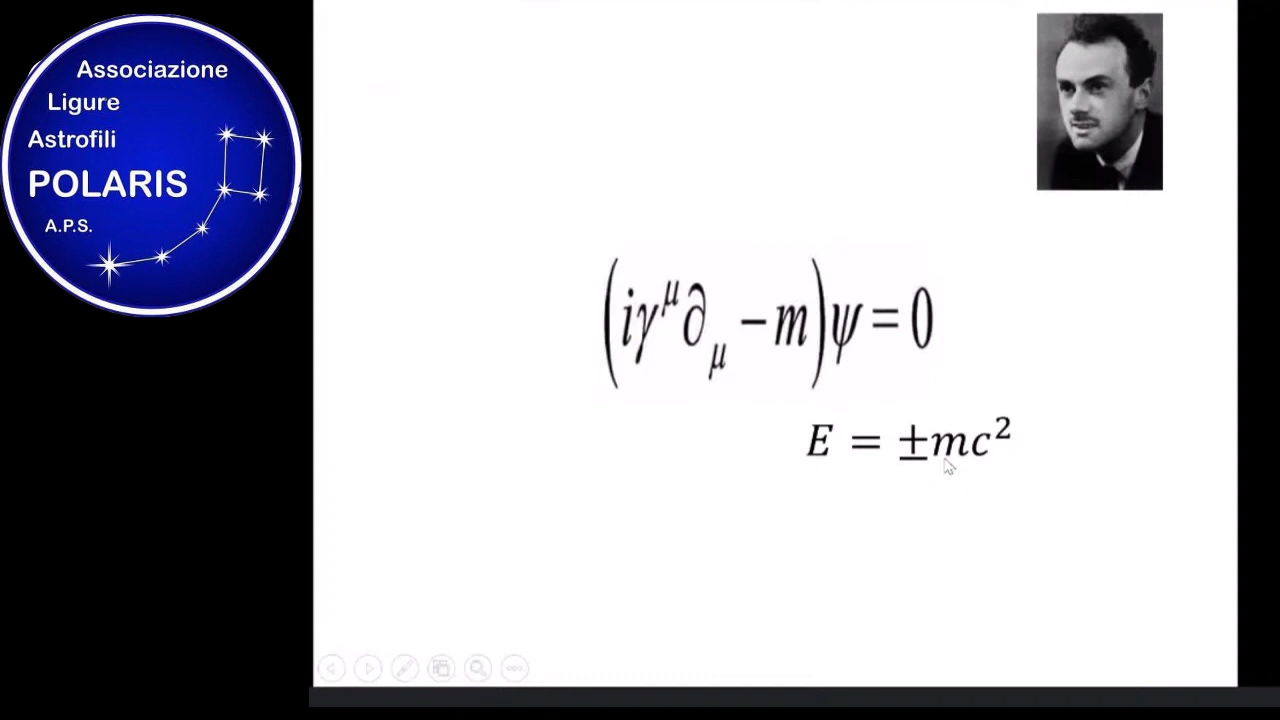 Associazione
Ligure
Astrofili
POLARIS
A.P.S.
(iγ^μ∂_μ − m)ψ = 0
E = ±mc²